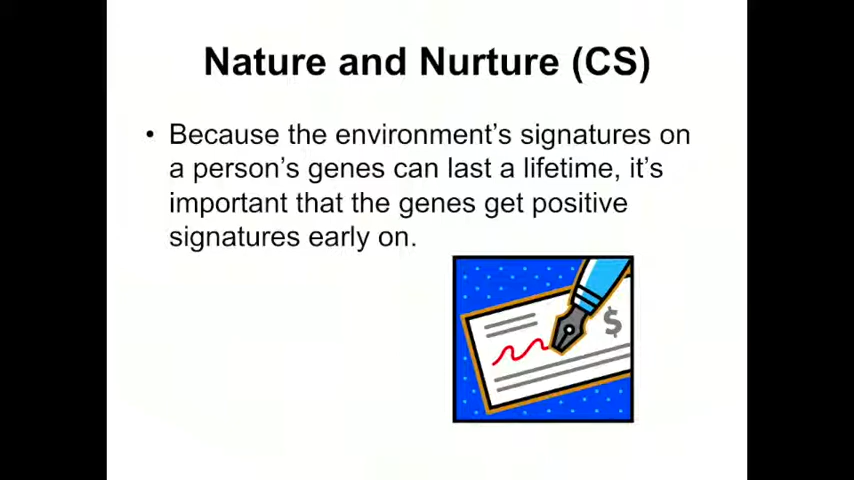 Nature and Nurture (CS)
• Because the environment’s signatures on
a person’s genes can last a lifetime, it’s
important that the genes get positive
signatures early on.
$